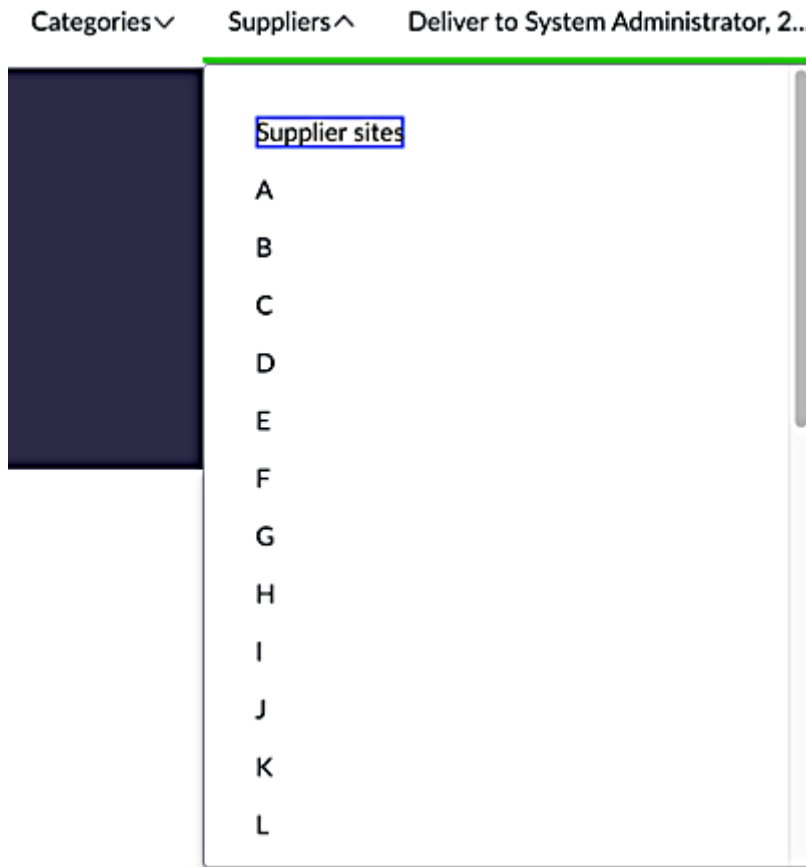 Categories Suppliers Deliver to System Administrator, 2...
Supplier sites
A
B
C
D
E
F
G
H
I
J
K
L